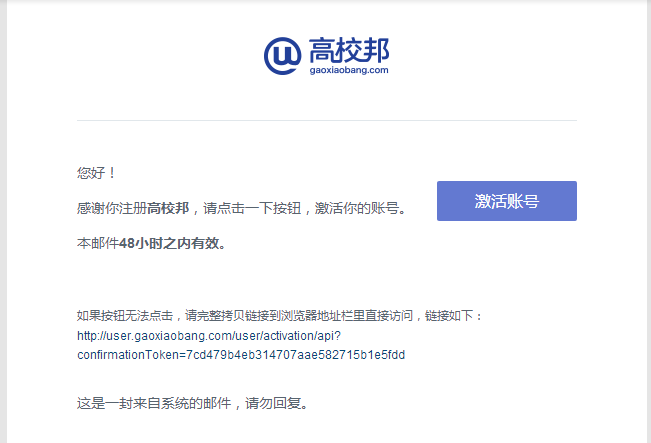 高校邦
gaoxiaobang.com
您好！
感谢你注册高校邦，请点击一下按钮，激活你的账号。
激活账号
本邮件48小时之内有效。
如果按钮无法点击，请完整拷贝链接到浏览器地址栏里直接访问，链接如下：
http://user.gaoxiaobang.com/user/activation/api?
confirmationToken=7cd479b4eb314707aae582715b1e5fdd
这是一封来自系统的邮件，请勿回复。